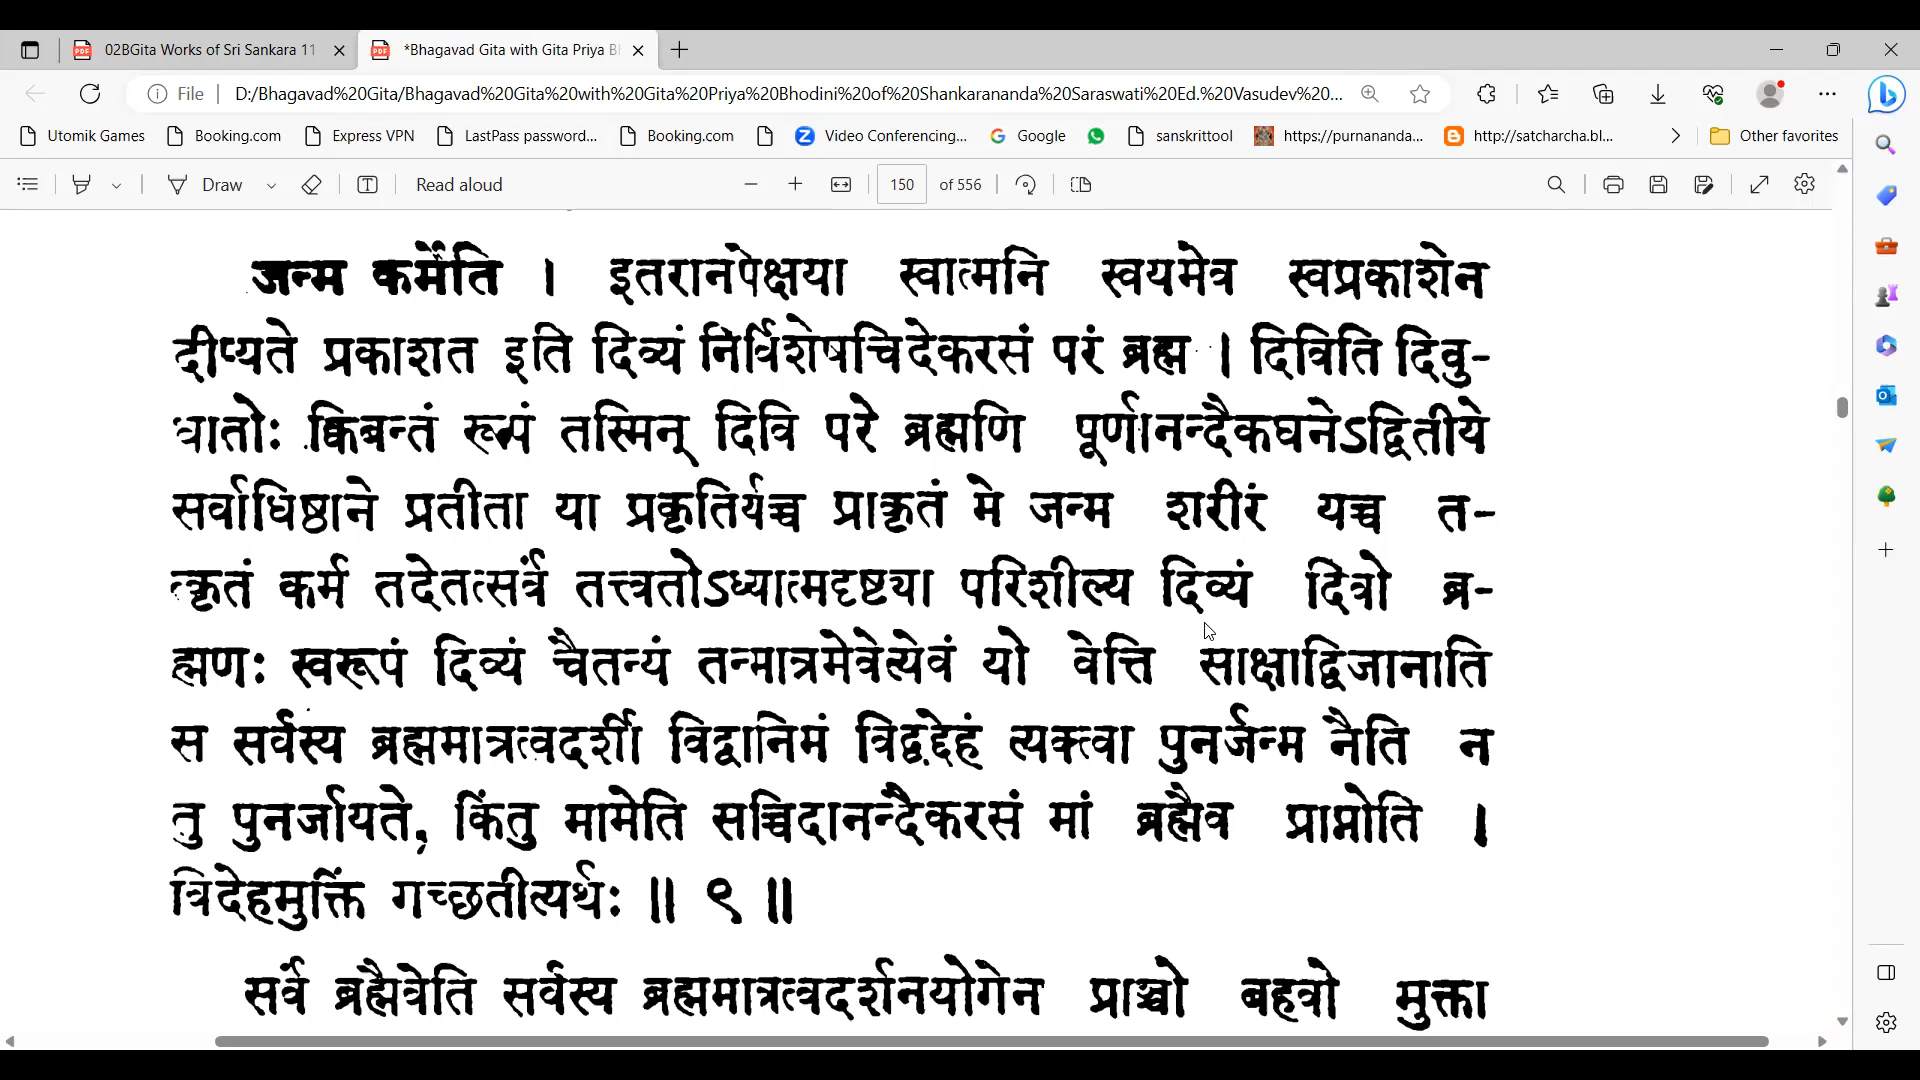 02BGita Works of Sri Sankara 11
*Bhagavad Gita with Gita Priya B
File
D:/Bhagavad%20Gita/Bhagavad%20Gita%20with%20Gita%20Priya%20Bhodini%20of%20Shankarananda%20Saraswati%20Ed.%20Vasudev%20...
Utomik Games Booking.com Express VPN LastPass password... Booking.com Video Conferencing... Google sanskrittool https://purnananda... http://satcharcha.bl... Other favorites
Draw Read aloud 150 of 556
जन्म कर्मेति । इतरानपेक्षया स्वात्मनि स्वयमेव स्वप्रकाशेन
दीप्यते प्रकाशत इति दिव्यं निर्विशेषचिदेकरसं परं ब्रह्म । दिविति दिवु-
धातोः क्विबन्तं रूपं तस्मिन् दिवि परे ब्रह्मणि पूर्णानन्दैकघनेऽद्वितीये
सर्वाधिष्ठाने प्रतीता या प्रकृतिर्यच्च प्राकृतं मे जन्म शरीरं यच्च त-
त्कृतं कर्म तदेतत्सर्वं तत्त्वतोऽध्यात्मदृष्ट्या परिशील्य दिव्यं दिवो ब्र-
ह्मणः स्वरूपं दिव्यं चैतन्यं तन्मात्रमेवेत्येवं यो वेत्ति साक्षाद्विजानाति
स सर्वस्य ब्रह्ममात्रत्वदर्शी विद्वानिमं विद्वद्देहं त्यक्त्वा पुनर्जन्म नैति न
तु पुनर्जायते, किंतु मामेति सच्चिदानन्दैकरसं मां ब्रह्मैव प्राप्नोति ।
विदेहमुक्तिं गच्छतीत्यर्थः ॥ ९ ॥
सर्वं ब्रह्मैवेति सर्वस्य ब्रह्ममात्रत्वदर्शनयोगेन प्राञ्चो बहवो मुक्ता